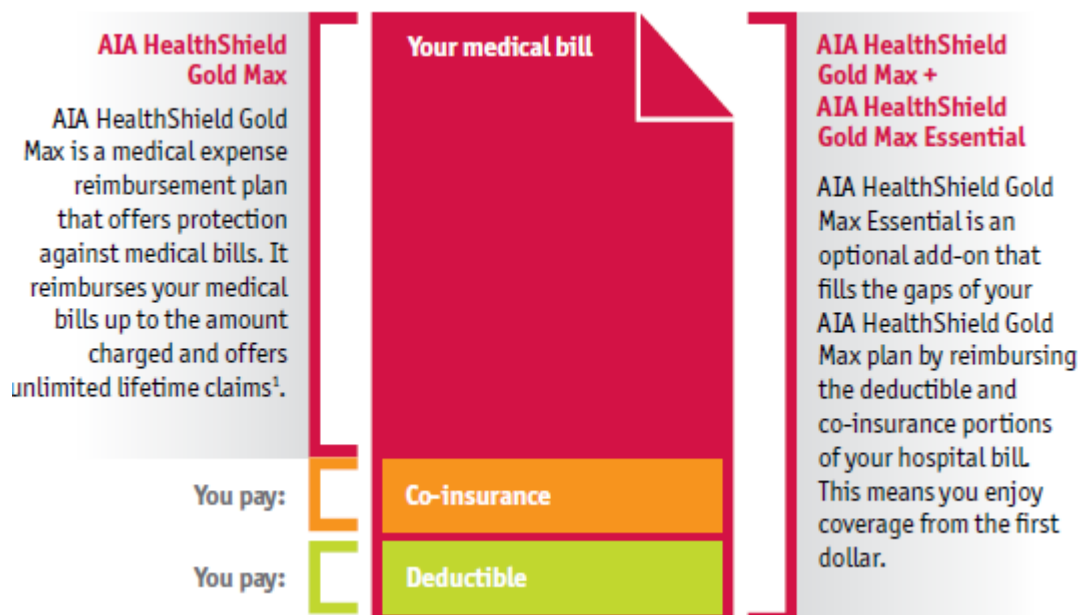 AIA HealthShield
Gold Max
AIA HealthShield Gold
Max is a medical expense
reimbursement plan
that offers protection
against medical bills. It
reimburses your medical
bills up to the amount
charged and offers
unlimited lifetime claims¹.
You pay:
You pay:
Your medical bill
Co-insurance
Deductible
AIA HealthShield
Gold Max +
AIA HealthShield
Gold Max Essential
AIA HealthShield Gold
Max Essential is an
optional add-on that
fills the gaps of your
AIA HealthShield Gold
Max plan by reimbursing
the deductible and
co-insurance portions
of your hospital bill.
This means you enjoy
coverage from the first
dollar.